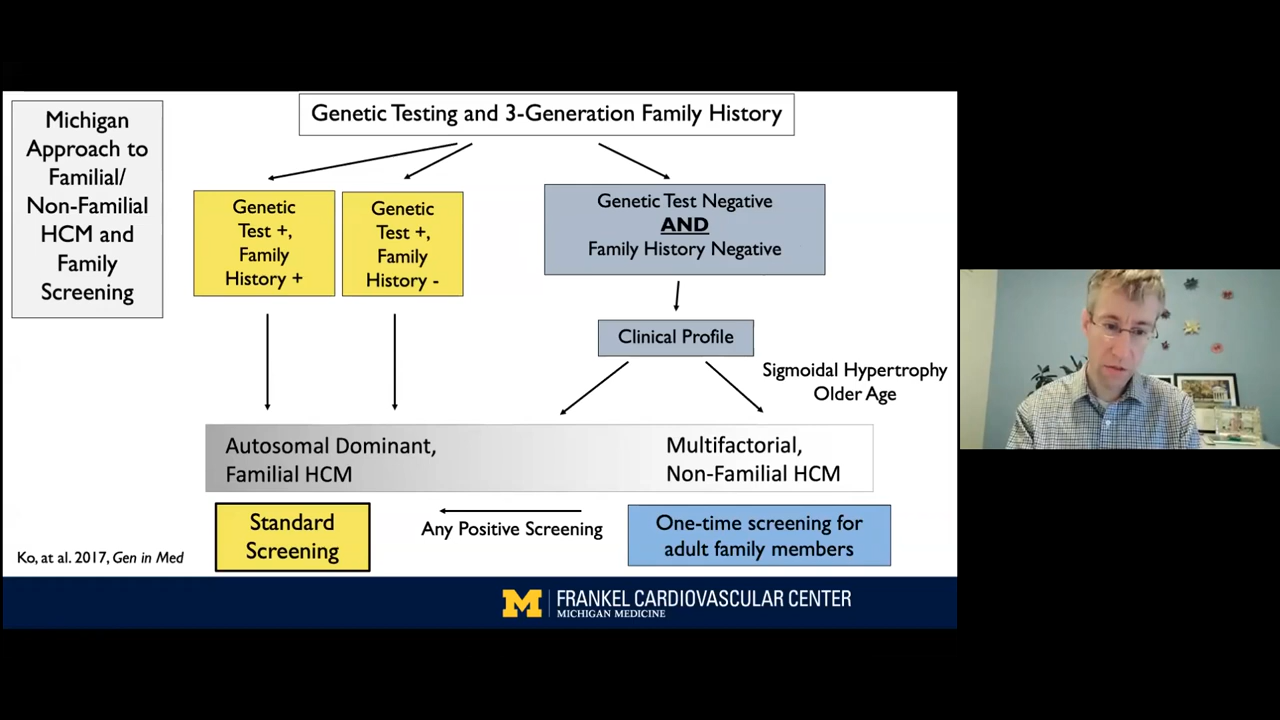 Michigan
Approach to
Familial/
Non-Familial
HCM and
Family
Screening
Genetic Testing and 3-Generation Family History
Genetic
Test +,
Family
History +
Genetic
Test +,
Family
History -
Genetic Test Negative
AND
Family History Negative
Clinical Profile
Sigmoidal Hypertrophy
Older Age
Autosomal Dominant,
Familial HCM
Multifactorial,
Non-Familial HCM
Standard
Screening
Any Positive Screening
One-time screening for
adult family members
Ko, at al. 2017, Gen in Med
M
FRANKEL CARDIOVASCULAR CENTER
MICHIGAN MEDICINE